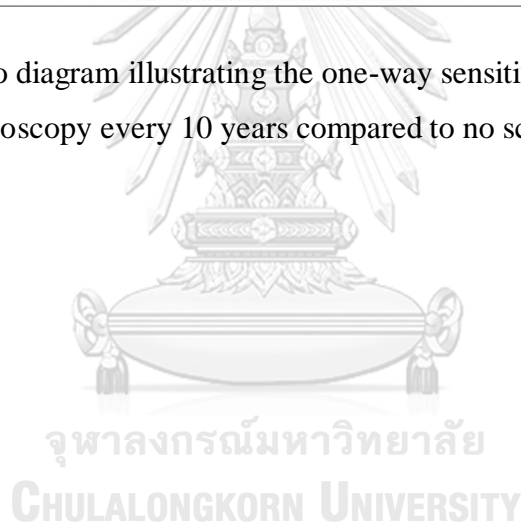 o diagram illustrating the one-way sensiti
oscopy every 10 years compared to no sc
จุฬาลงกรณ์มหาวิทยาลัย
CHULALONGKORN UNIVERSITY